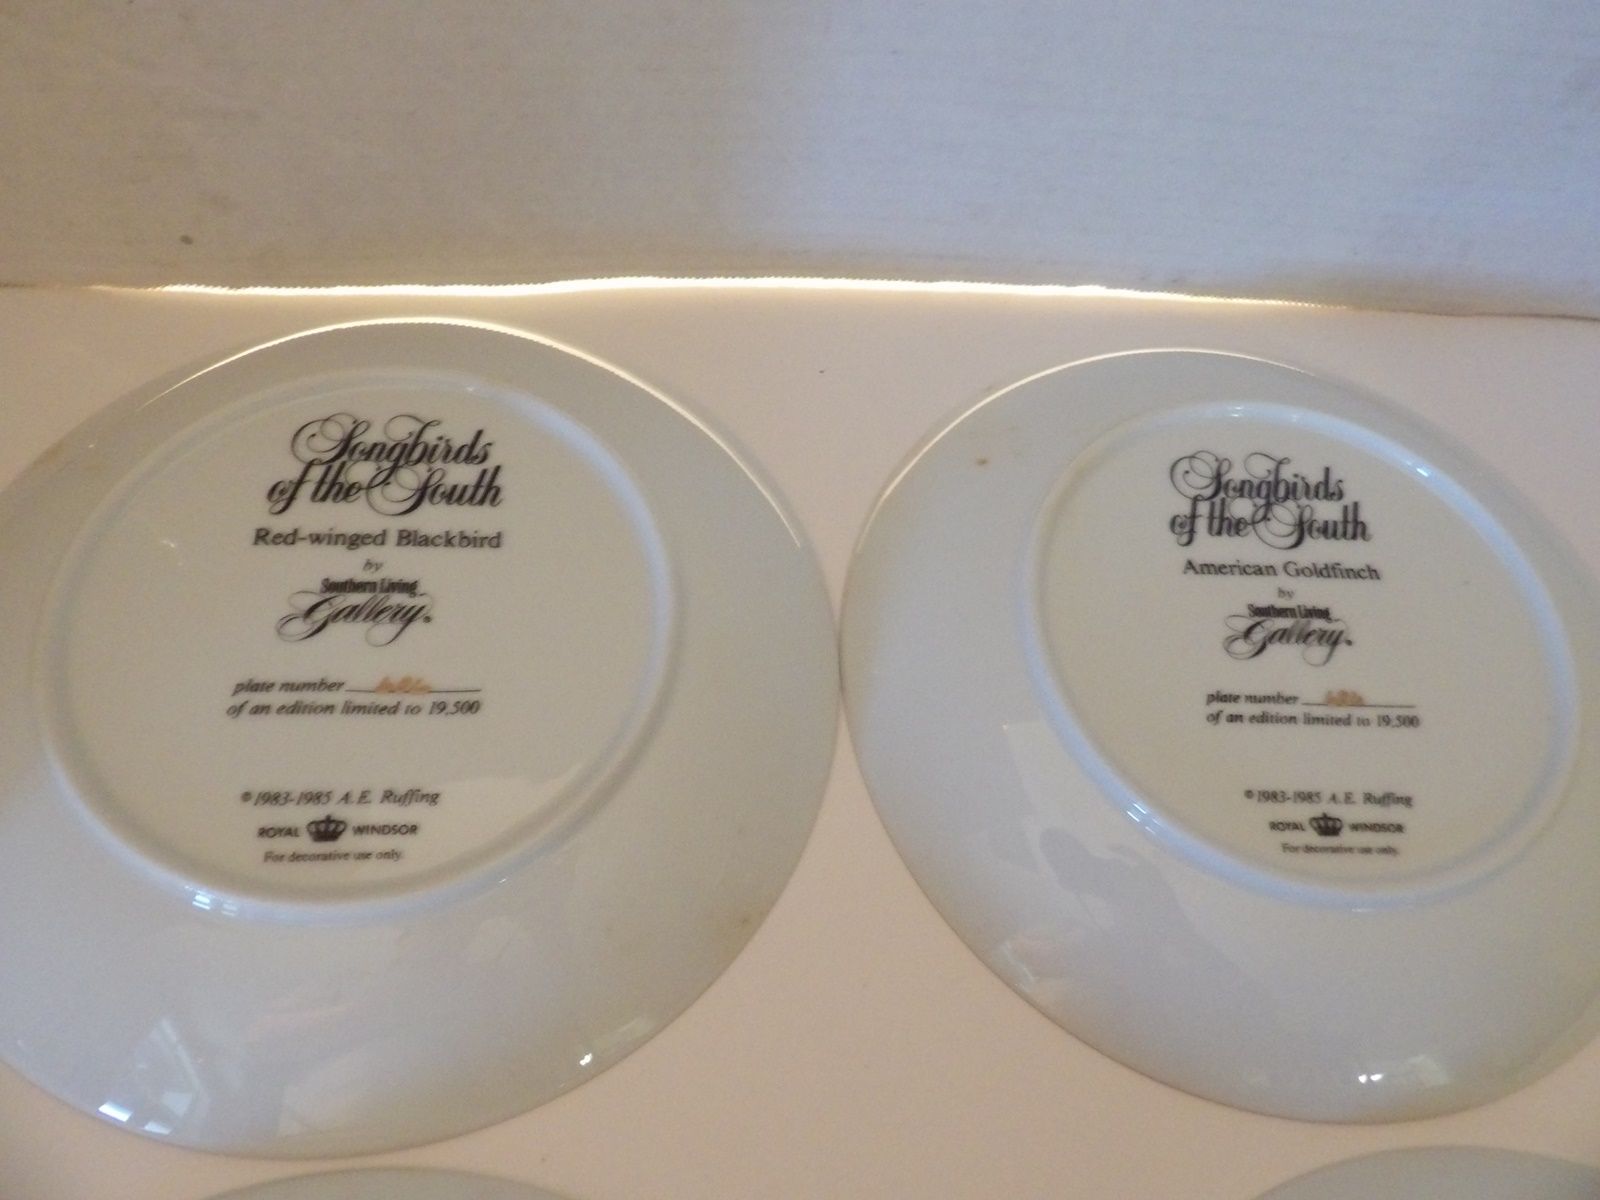 Songbirds
of the South
Red-winged Blackbird
by
Southern Living
Gallery®
plate number
of an edition limited to 19,500
©1983-1985 A.E. Ruffing
ROYAL WINDSOR
For decorative use only.
Songbirds
of the South
American Goldfinch
by
Southern Living
Gallery®
plate number
of an edition limited to 19,500
©1983-1985 A.E. Ruffing
ROYAL WINDSOR
For decorative use only.